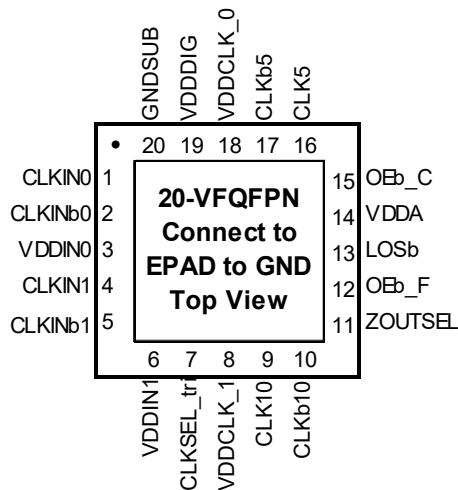 GNDSUB
VDDDIG
VDDCLK_0
CLKb5
CLK5
20 19 18 17 16
CLKIN0 1
CLKINb0 2
VDDIN0 3
CLKIN1 4
CLKINb1 5
20-VFQFPN
Connect to
EPAD to GND
Top View
15 OEb_C
14 VDDA
13 LOSb
12 OEb_F
11 ZOUTSEL
6 7 8 9 10
VDDIN1
CLKSEL_tri
VDDCLK_1
CLK10
CLKb10